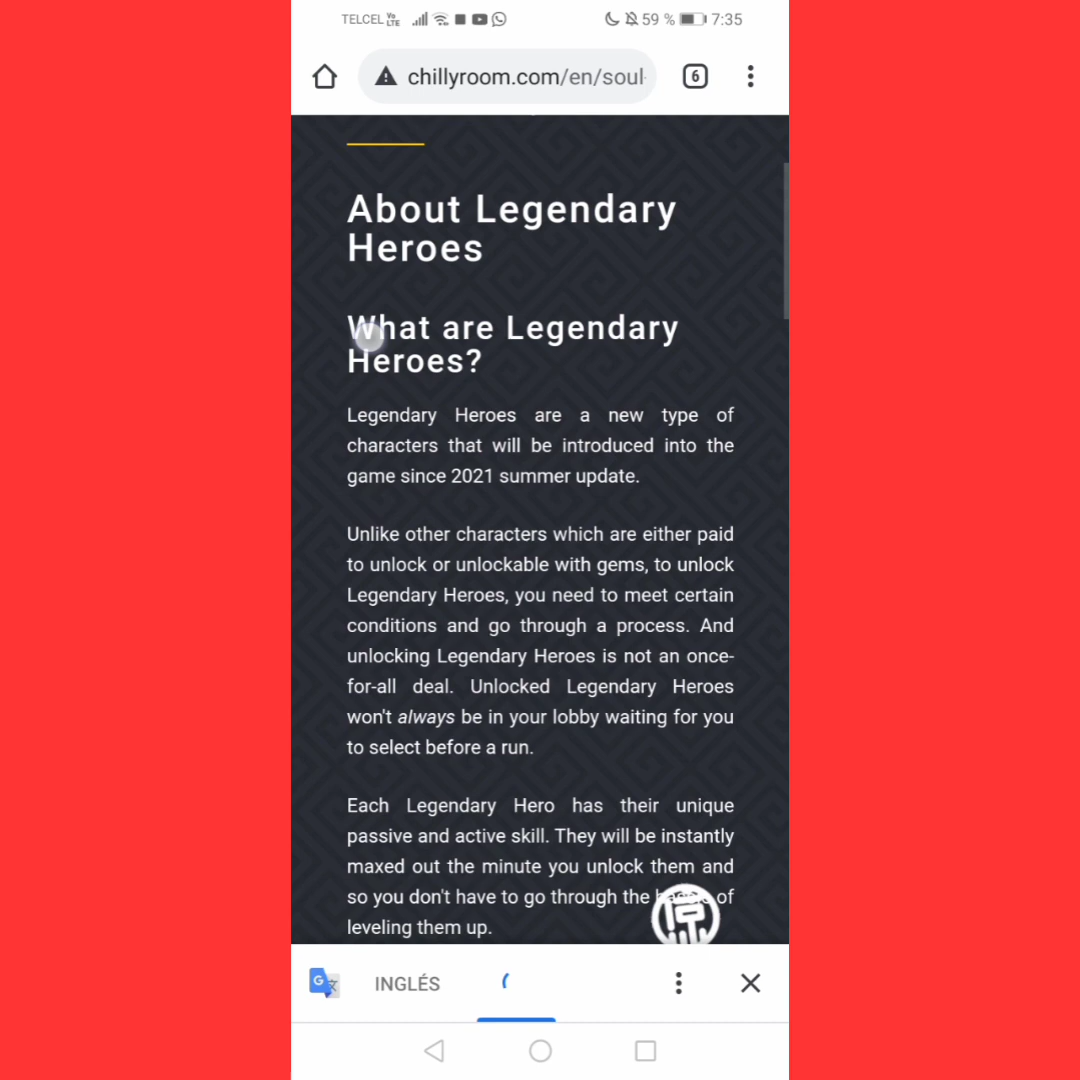 TELCEL Vo LTE 59 % 7:35
chillyroom.com/en/soul- 6
About Legendary
Heroes
What are Legendary
Heroes?
Legendary Heroes are a new type of
characters that will be introduced into the
game since 2021 summer update.
Unlike other characters which are either paid
to unlock or unlockable with gems, to unlock
Legendary Heroes, you need to meet certain
conditions and go through a process. And
unlocking Legendary Heroes is not an once-
for-all deal. Unlocked Legendary Heroes
won't always be in your lobby waiting for you
to select before a run.
Each Legendary Hero has their unique
passive and active skill. They will be instantly
maxed out the minute you unlock them and
so you don't have to go through the of
leveling them up.
INGLÉS